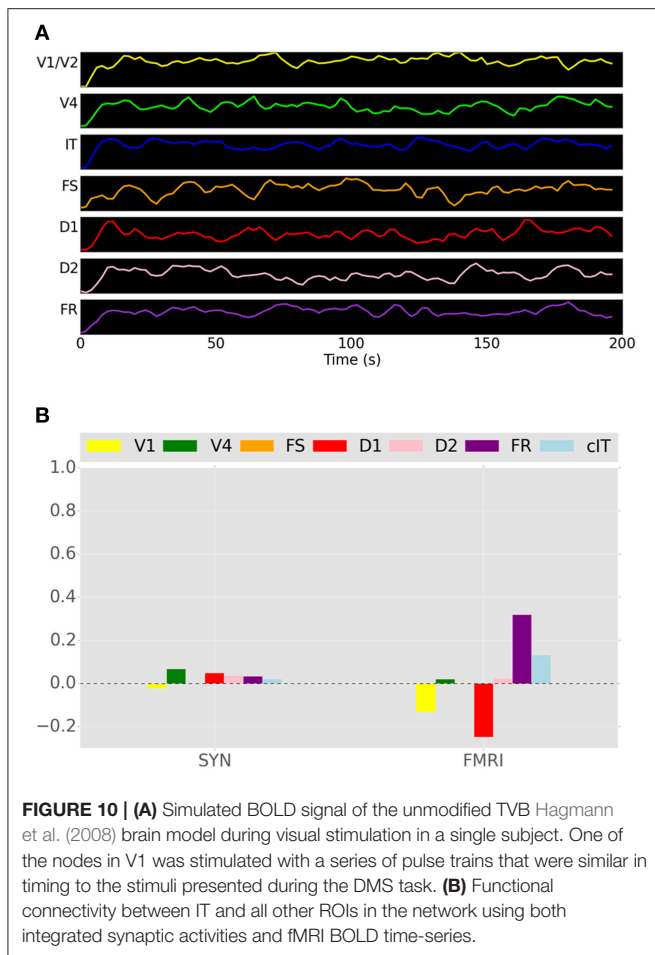 A
V1/V2
V4
IT
FS
D1
D2
FR
0 50 100 150 200
Time (s)
B
V1 V4 FS D1 D2 FR cIT
1.0
0.8
0.6
0.4
0.2
0.0
−0.2
SYN FMRI
FIGURE 10 | (A) Simulated BOLD signal of the unmodified TVB Hagmann
et al. (2008) brain model during visual stimulation in a single subject. One of
the nodes in V1 was stimulated with a series of pulse trains that were similar in
timing to the stimuli presented during the DMS task. (B) Functional
connectivity between IT and all other ROIs in the network using both
integrated synaptic activities and fMRI BOLD time-series.